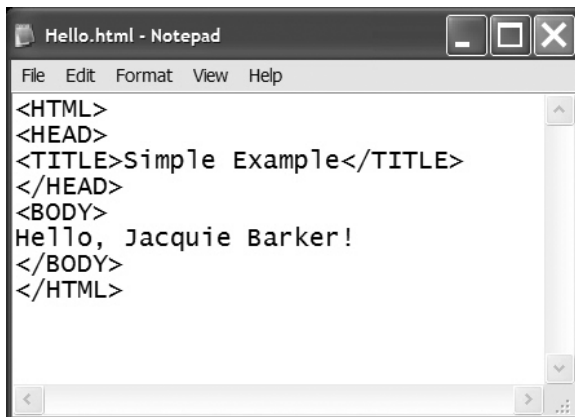 Hello.html - Notepad
File Edit Format View Help
<HTML>
<HEAD>
<TITLE>Simple Example</TITLE>
</HEAD>
<BODY>
Hello, Jacquie Barker!
</BODY>
</HTML>